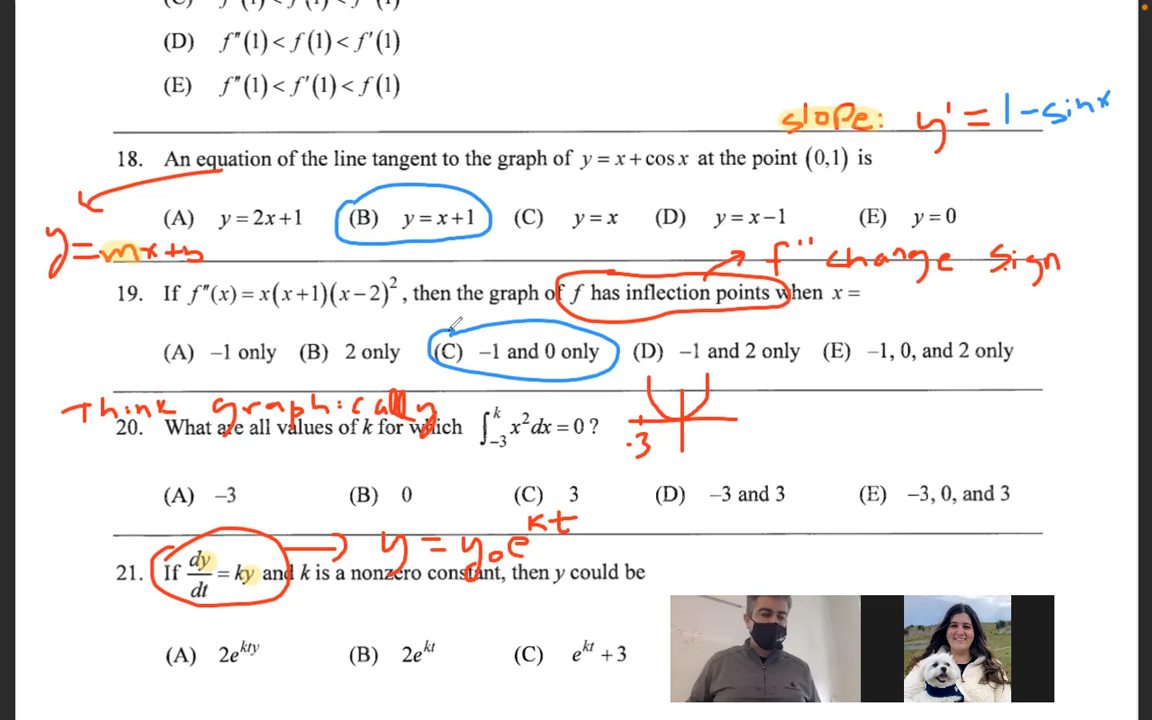 (D) f″(1) < f(1) < f′(1)
(E) f″(1) < f′(1) < f(1)
slope: y' = 1 - sin x
18. An equation of the line tangent to the graph of y = x + cos x at the point (0,1) is
(A) y = 2x + 1 (B) y = x + 1 (C) y = x (D) y = x − 1 (E) y = 0
y = mx + b
f" change sign
19. If f″(x) = x(x + 1)(x − 2)², then the graph of f has inflection points when x =
(A) −1 only (B) 2 only (C) −1 and 0 only (D) −1 and 2 only (E) −1, 0, and 2 only
Think graphically
20. What are all values of k for which ∫₋₃ᵏ x² dx = 0 ?
-3
(A) −3 (B) 0 (C) 3 (D) −3 and 3 (E) −3, 0, and 3
y = y₀e^kt
21. If dy/dt = ky and k is a nonzero constant, then y could be
(A) 2e^kty (B) 2e^kt (C) e^kt + 3